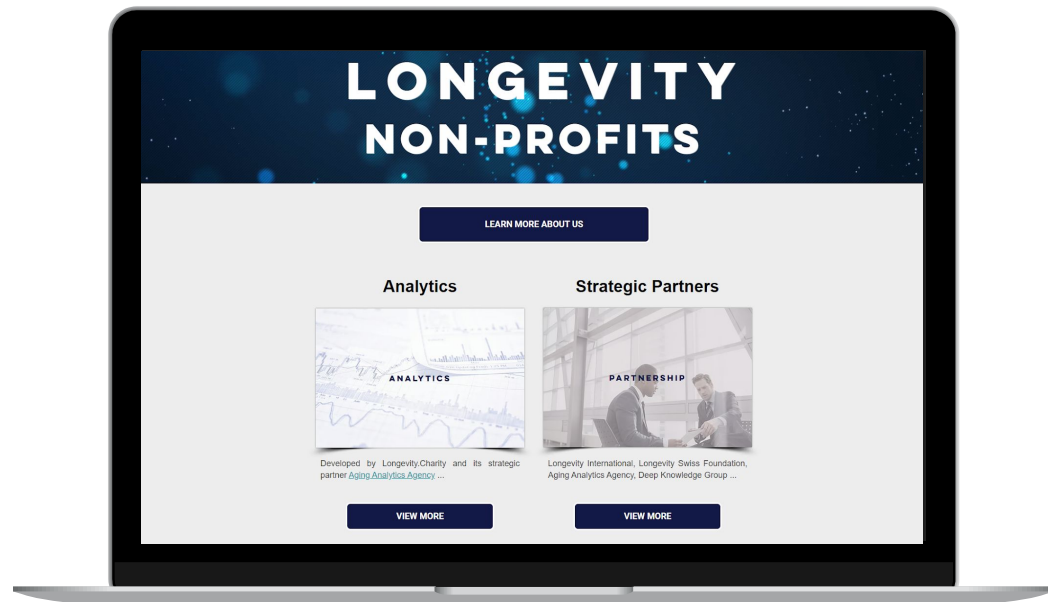 LONGEVITY
NON-PROFITS
LEARN MORE ABOUT US
Analytics
ANALYTICS
Developed by Longevity.Charity and its strategic
partner Aging Analytics Agency ...
VIEW MORE
Strategic Partners
PARTNERSHIP
Longevity International, Longevity Swiss Foundation,
Aging Analytics Agency, Deep Knowledge Group ...
VIEW MORE